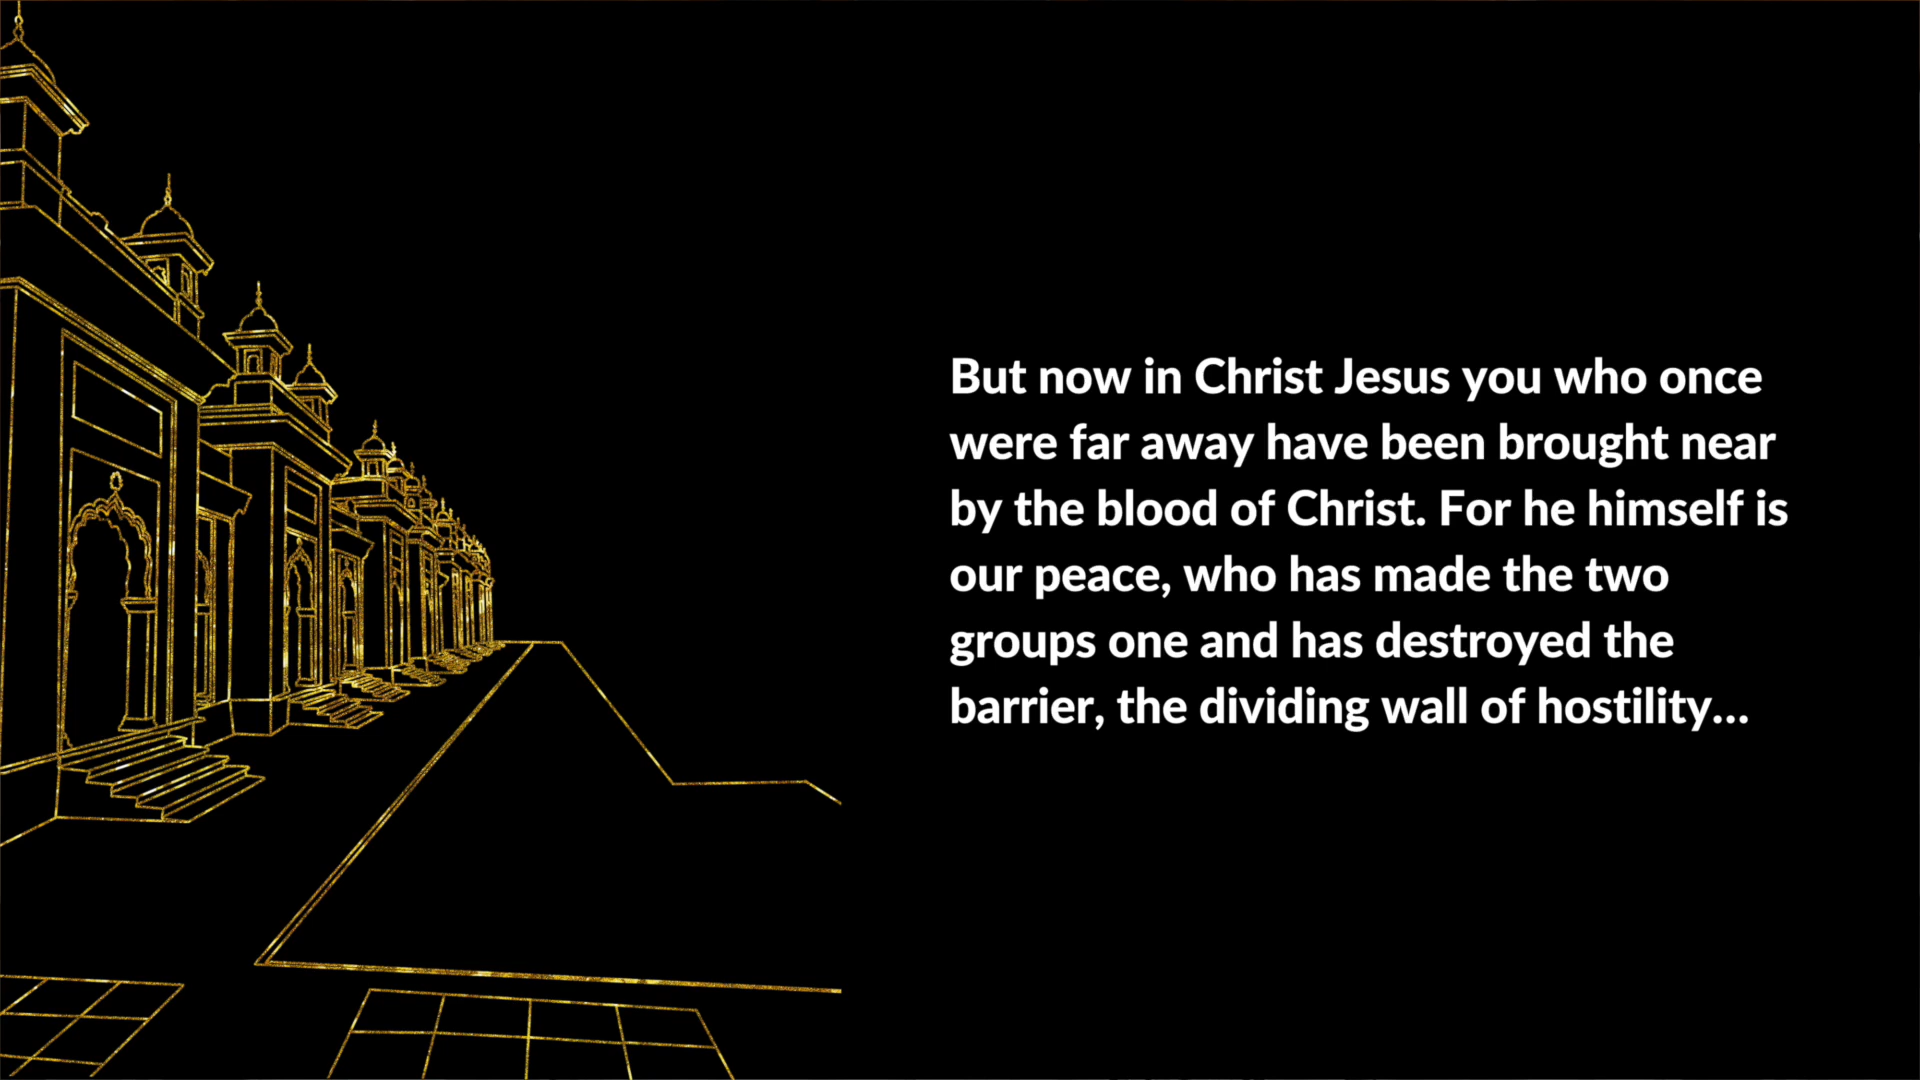 But now in Christ Jesus you who once
were far away have been brought near
by the blood of Christ. For he himself is
our peace, who has made the two
groups one and has destroyed the
barrier, the dividing wall of hostility...